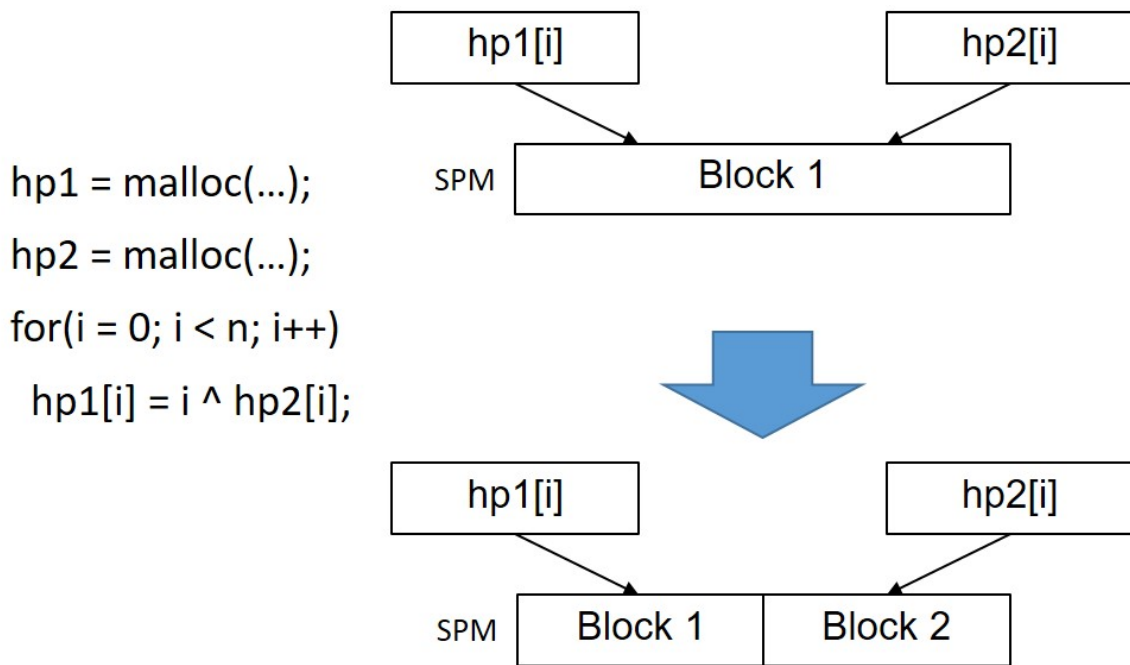 hp1[i]
hp2[i]
SPM
Block 1
hp1 = malloc(...);
hp2 = malloc(...);
for(i = 0; i < n; i++)
hp1[i] = i ^ hp2[i];
hp1[i]
hp2[i]
SPM
Block 1
Block 2